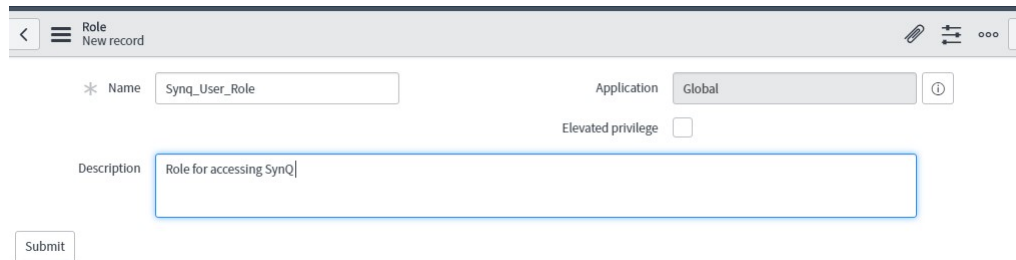 Role
New record
Name Synq_User_Role Application Global
Elevated privilege
Description Role for accessing SynQ
Submit